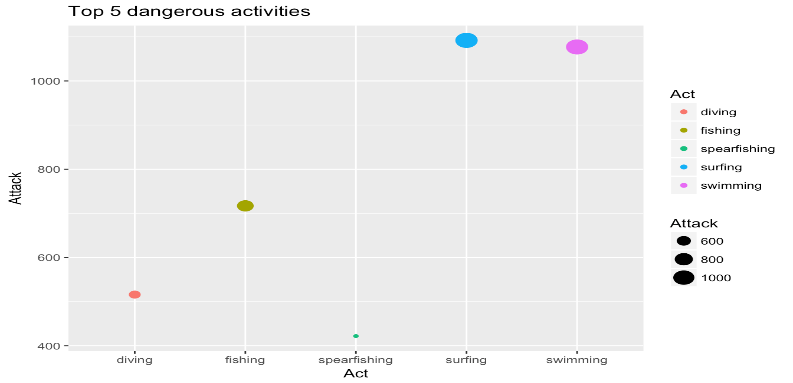 Top 5 dangerous activities
Attack
1000
800
600
400
diving fishing spearfishing surfing swimming
Act
Act
diving
fishing
spearfishing
surfing
swimming
Attack
600
800
1000